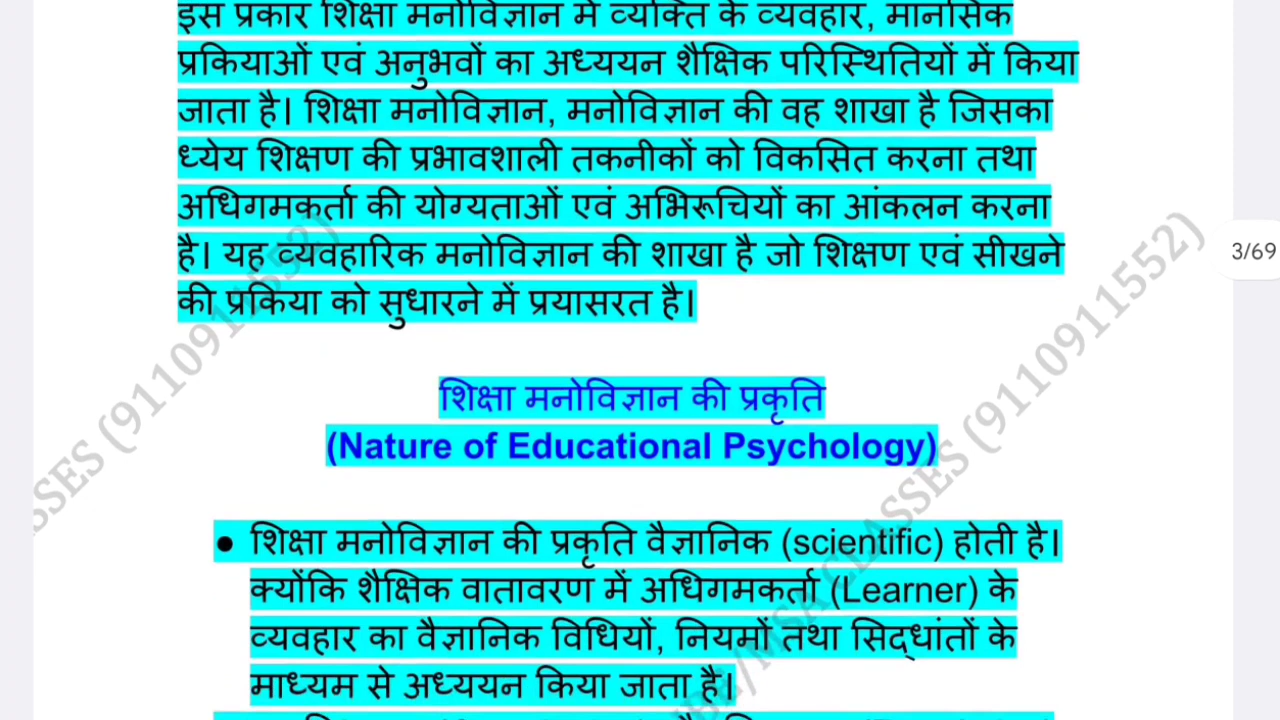 इस प्रकार शिक्षा मनोविज्ञान में व्यक्ति के व्यवहार, मानसिक
प्रकियाओं एवं अनुभवों का अध्ययन शैक्षिक परिस्थितियों में किया
जाता है। शिक्षा मनोविज्ञान, मनोविज्ञान की वह शाखा है जिसका
ध्येय शिक्षण की प्रभावशाली तकनीकों को विकसित करना तथा
अधिगमकर्ता की योग्यताओं एवं अभिरूचियों का आंकलन करना
है। यह व्यवहारिक मनोविज्ञान की शाखा है जो शिक्षण एवं सीखने
की प्रकिया को सुधारने में प्रयासरत है।
3/69
शिक्षा मनोविज्ञान की प्रकृति
(Nature of Educational Psychology)
● शिक्षा मनोविज्ञान की प्रकृति वैज्ञानिक (scientific) होती है।
क्योंकि शैक्षिक वातावरण में अधिगमकर्ता (Learner) के
व्यवहार का वैज्ञानिक विधियों, नियमों तथा सिद्धांतों के
माध्यम से अध्ययन किया जाता है।
MSA CLASSES (9110911552)